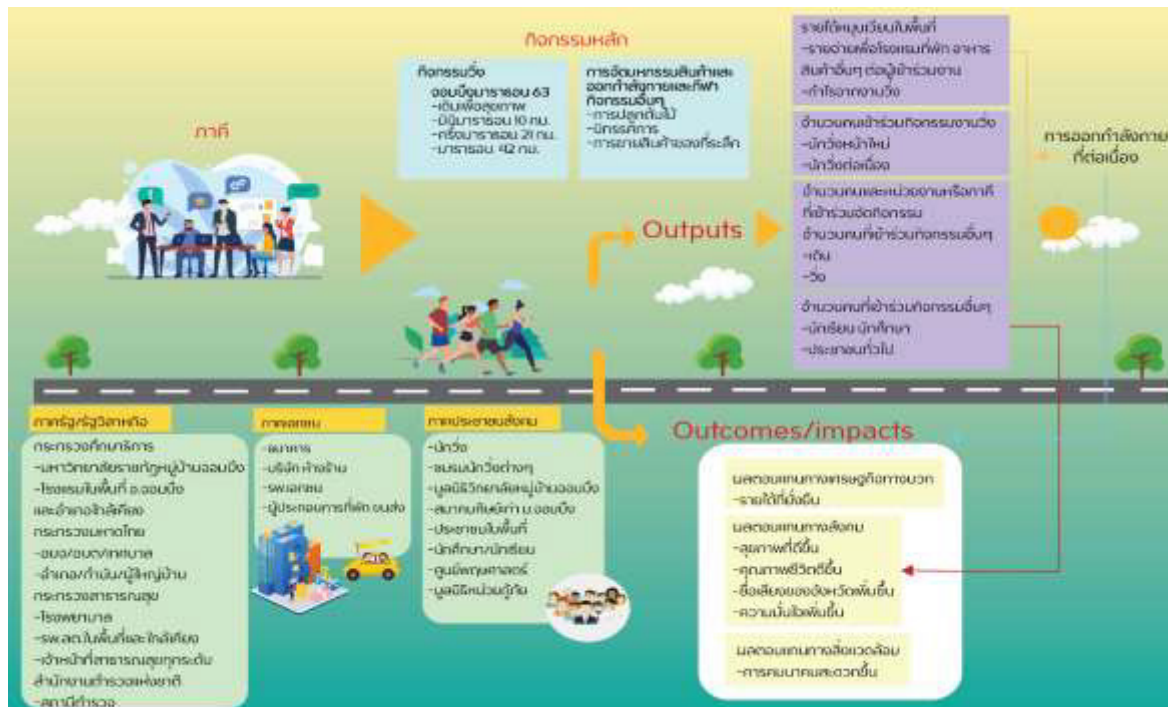 กิจกรรมหลัก
ภาคี
กิจกรรมวิ่ง
จอมบึงมาราธอน 63
-เดินเพื่อสุขภาพ
-มินิมาราธอน 10 กม.
-ครึ่งมาราธอน 21 กม.
-มาราธอน 42 กม.
การจัดมหกรรมสินค้าและ
ออกกำลังกายและกีฬา
กิจกรรมอื่นๆ
-การปลูกต้นไม้
-นิทรรศการ
-การขายสินค้าของที่ระลึก
Outputs
รายได้หมุนเวียนในพื้นที่
-รายจ่ายเพื่อโรงแรมที่พัก อาหาร
สินค้าอื่นๆ ต่อผู้เข้าร่วมงาน
-กำไรจากงานวิ่ง
จำนวนคนเข้าร่วมกิจกรรมงานวิ่ง
-นักวิ่งหน้าใหม่
-นักวิ่งต่อเนื่อง
จำนวนคนและหน่วยงานหรือภาคี
ที่เข้าร่วมจัดกิจกรรม
จำนวนคนที่เข้าร่วมกิจกรรมอื่นๆ
-เดิน
-วิ่ง
จำนวนคนที่เข้าร่วมกิจกรรมอื่นๆ
-นักเรียน นักศึกษา
-ประชาชนทั่วไป
การออกกำลังกาย
ที่ต่อเนื่อง
ภาครัฐ/รัฐวิสาหกิจ
กระทรวงศึกษาธิการ
-มหาวิทยาลัยราชภัฏหมู่บ้านจอมบึง
-โรงแรมในพื้นที่ อ.จอมบึง
และอำเภอใกล้เคียง
กระทรวงมหาดไทย
-อบจ/อบต/เทศบาล
-อำเภอ/กำนัน/ผู้ใหญ่บ้าน
กระทรวงสาธารณสุข
-โรงพยาบาล
-รพ.สต.ในพื้นที่และใกล้เคียง
-เจ้าหน้าที่สาธารณสุขทุกระดับ
สำนักงานตำรวจแห่งชาติ
-สถานีตำรวจ
ภาคเอกชน
-ธนาคาร
-บริษัท ห้างร้าน
-รพ.เอกชน
-ผู้ประกอบการที่พัก ขนส่ง
ภาคประชาชนสังคม
-นักวิ่ง
-ชมรมนักวิ่งต่างๆ
-มูลนิธิวิทยาลัยหมู่บ้านจอมบึง
-สมาคมศิษย์เก่า ม.จอมบึง
-ประชาชนในพื้นที่
-นักศึกษา/นักเรียน
-ศูนย์พฤษศาสตร์
-มูลนิธิหน่วยกู้ภัย
Outcomes/impacts
ผลตอบแทนทางเศรษฐกิจทางบวก
-รายได้ที่ยั่งยืน
ผลตอบแทนทางสังคม
-สุขภาพที่ดีขึ้น
-คุณภาพชีวิตดีขึ้น
-ชื่อเสียงของจังหวัดเพิ่มขึ้น
-ความมั่นใจเพิ่มขึ้น
ผลตอบแทนทางสิ่งแวดล้อม
-การคมนาคมสะดวกขึ้น